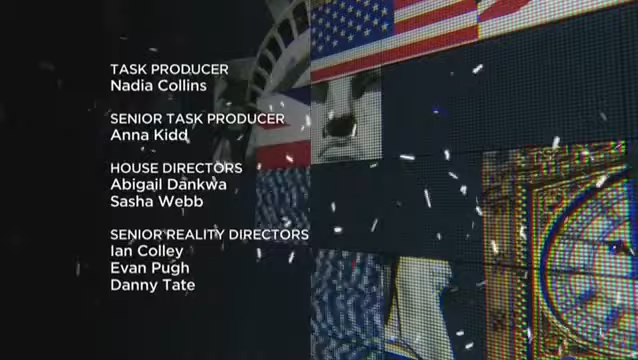 TASK PRODUCER
Nadia Collins
SENIOR TASK PRODUCER
Anna Kidd
HOUSE DIRECTORS
Abigail Dankwa
Sasha Webb
SENIOR REALITY DIRECTORS
Ian Colley
Evan Pugh
Danny Tate